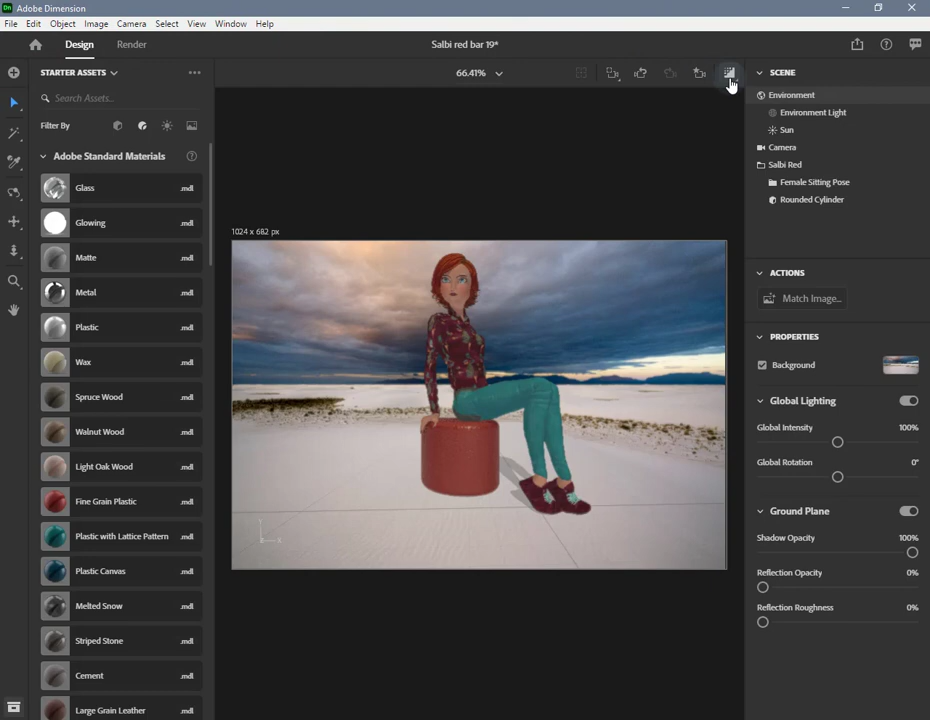 Dn Adobe Dimension
File Edit Object Image Camera Select View Window Help
Design Render Salbi red bar 19*
STARTER ASSETS
66.41%
SCENE
Search Assets...
Environment
Environment Light
Filter By
Sun
Camera
Adobe Standard Materials
Salbi Red
Glass .mdl
Female Sitting Pose
Rounded Cylinder
Glowing .mdl
1024 x 682 px
Matte .mdl
ACTIONS
Metal .mdl
Match Image...
Plastic .mdl
PROPERTIES
Wax .mdl
Background
Spruce Wood .mdl
Global Lighting
Walnut Wood .mdl
Global Intensity 100%
Light Oak Wood .mdl
Global Rotation 0°
Fine Grain Plastic .mdl
Ground Plane
Plastic with Lattice Pattern .mdl
Shadow Opacity 100%
Plastic Canvas .mdl
Reflection Opacity 0%
Melted Snow .mdl
Reflection Roughness 0%
Striped Stone .mdl
Cement .mdl
Large Grain Leather .mdl